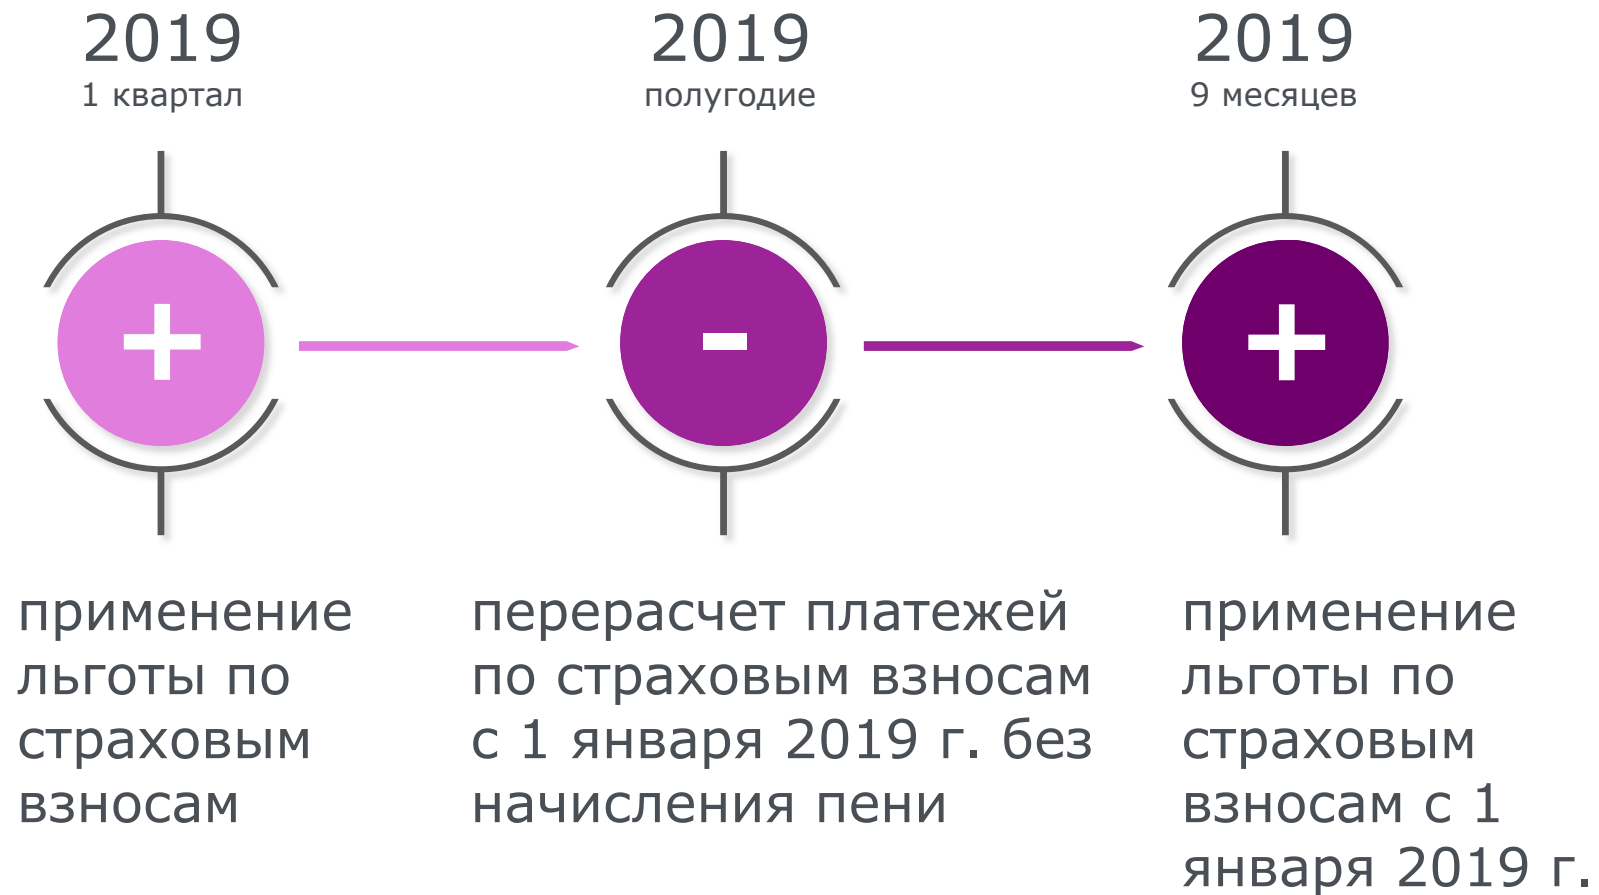 2019
1 квартал
+
применение
льготы по
страховым
взносам
2019
полугодие
-
перерасчет платежей
по страховым взносам
с 1 января 2019 г. без
начисления пени
2019
9 месяцев
+
применение
льготы по
страховым
взносам с 1
января 2019 г.